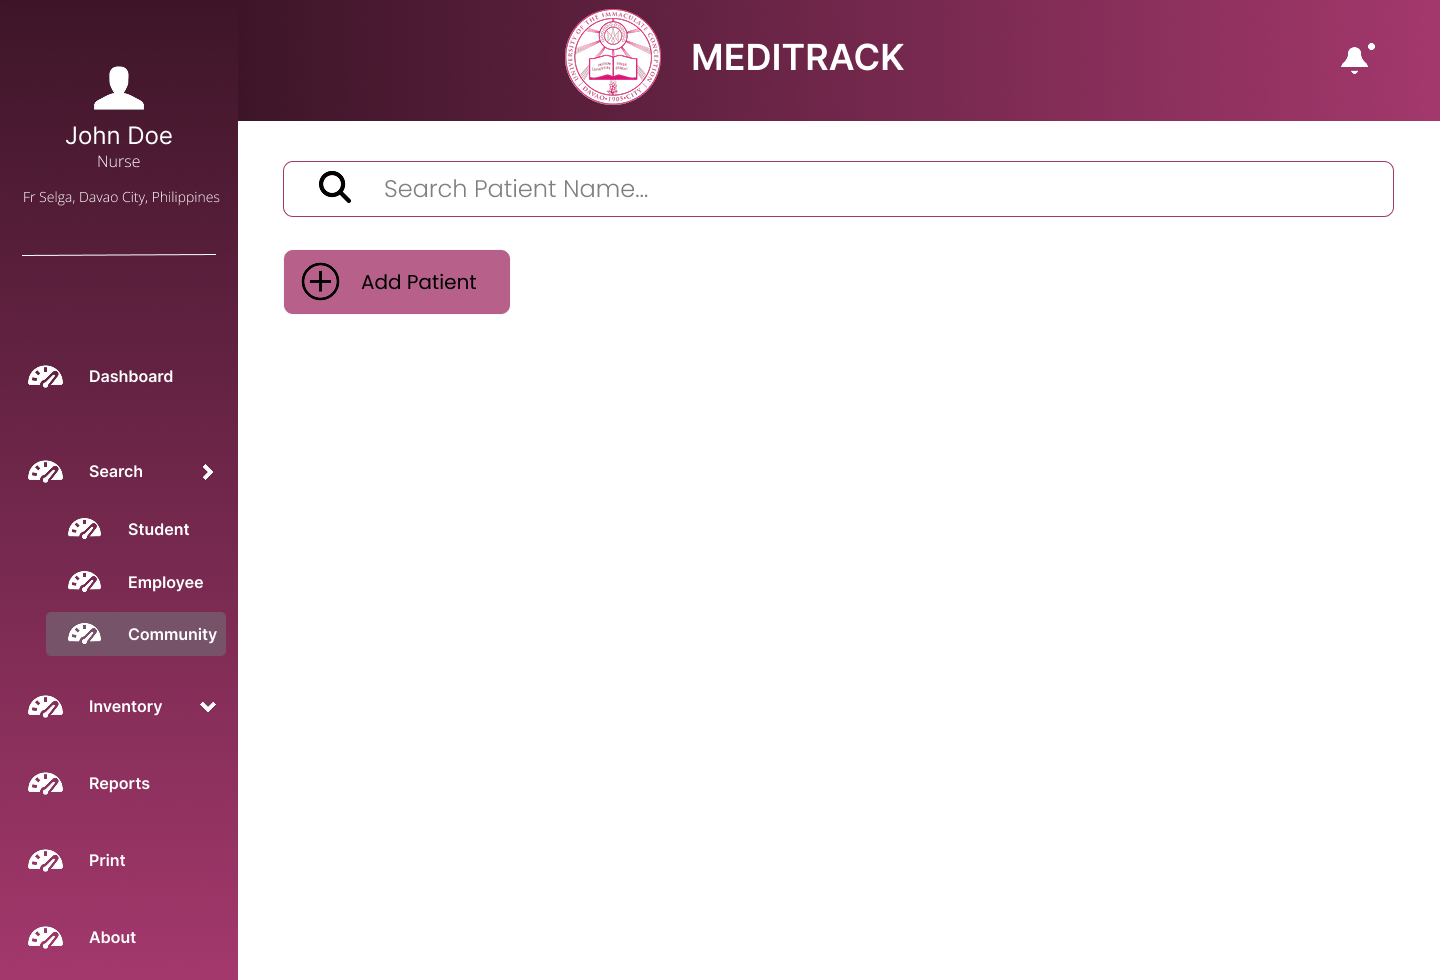 UNIVERSITY OF THE IMMACULATE CONCEPTION
DAVAO • 1905 • CITY
MEDITRACK
John Doe
Nurse
Fr Selga, Davao City, Philippines
Search Patient Name...
Add Patient
Dashboard
Search
Student
Employee
Community
Inventory
Reports
Print
About